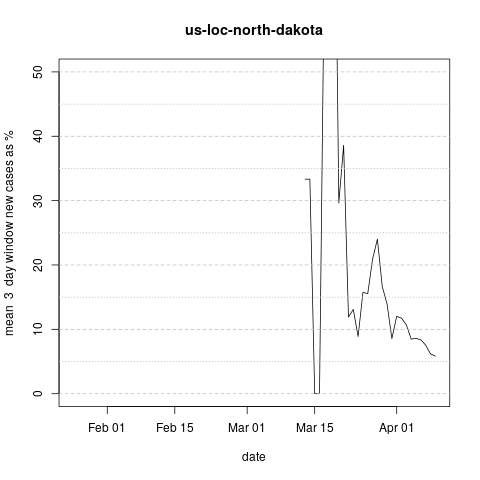 us-loc-north-dakota
mean 3 day window new cases as %
50
40
30
20
10
0
Feb 01 Feb 15 Mar 01 Mar 15 Apr 01
date